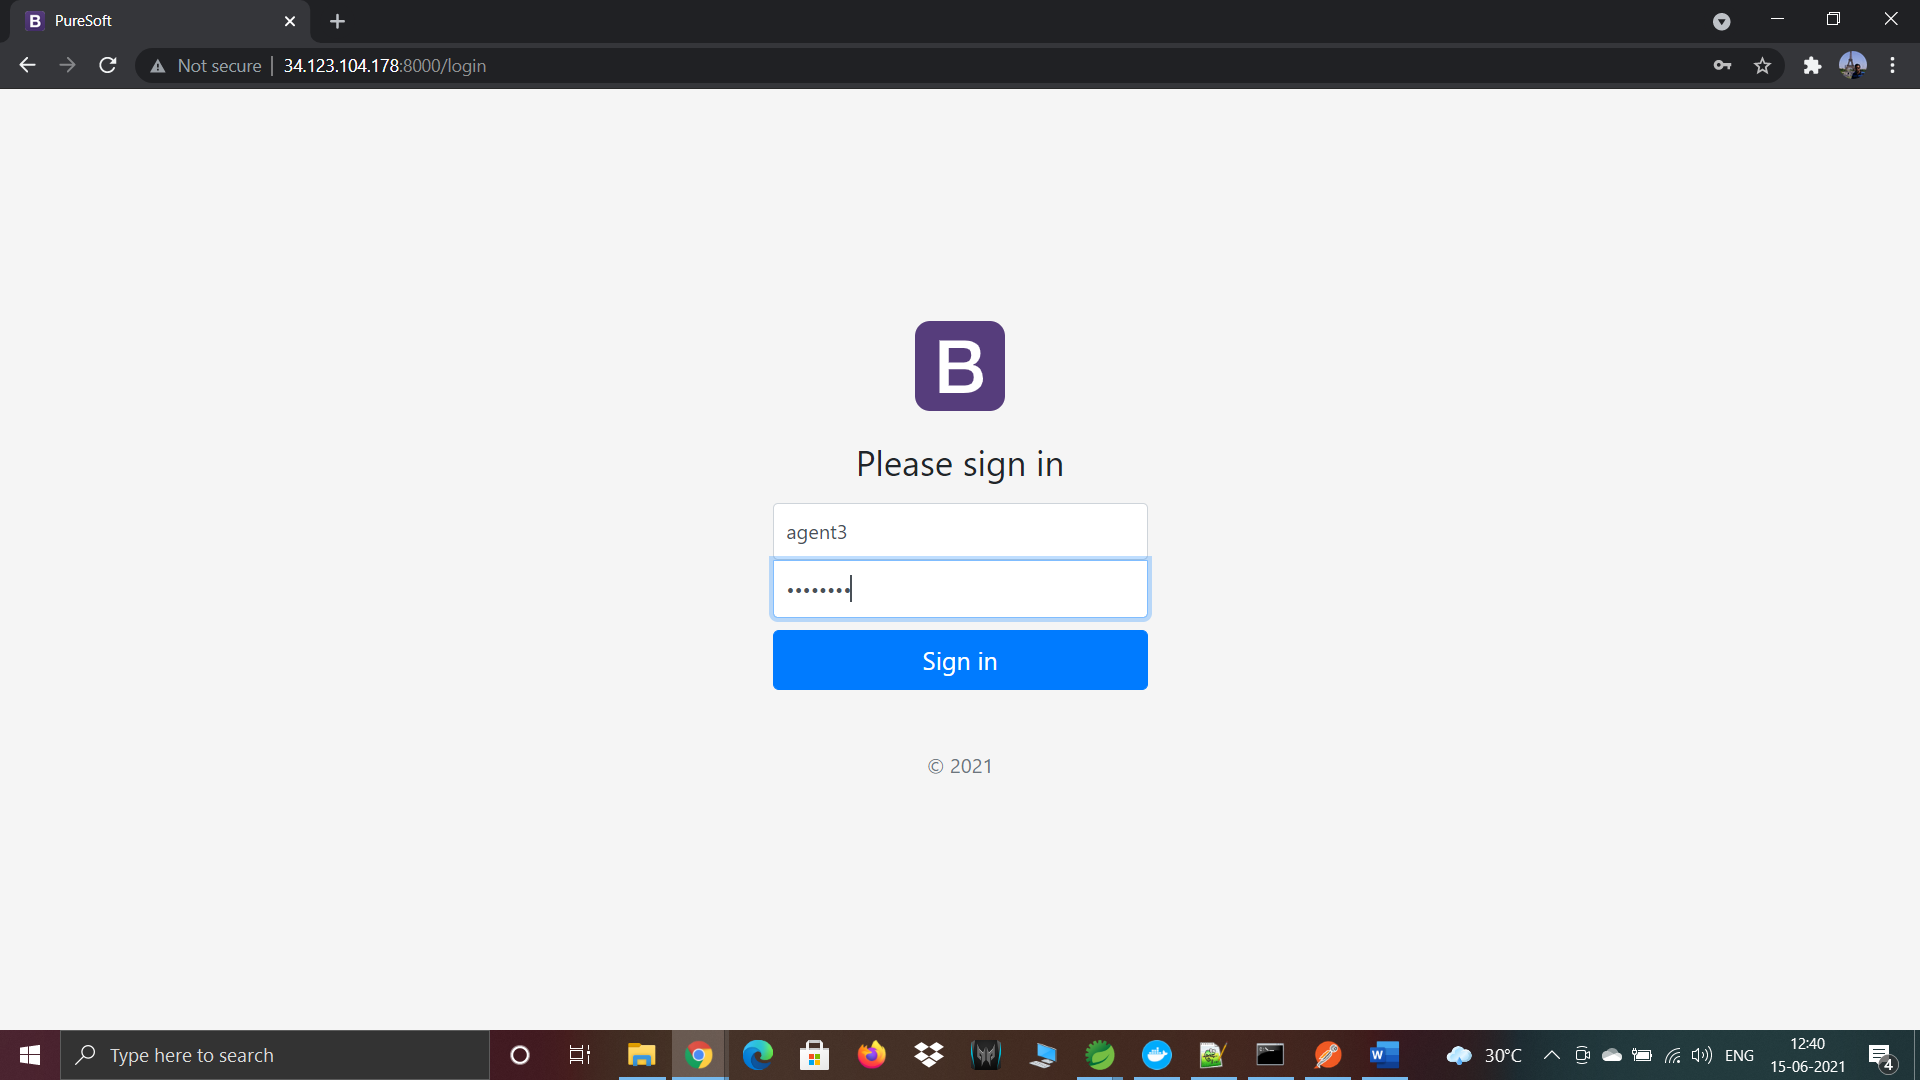 B PureSoft
Not secure | 34.123.104.178:8000/login
B
Please sign in
agent3
••••••••
Sign in
© 2021
Type here to search
W
30°C
ENG
12:40
15-06-2021
4